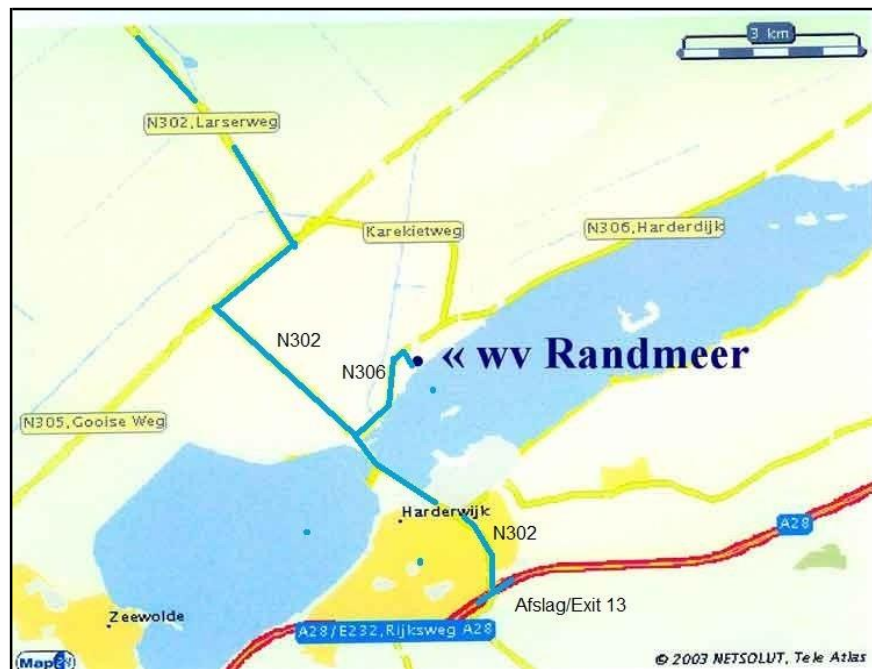 3 km
N302,Larserweg
Karekietweg
N306,Harderdijk
N302
« wv Randmeer
N306
N305,Gooise Weg
Harderwijk
N302
A28
Afslag/Exit 13
Zeewolde
A28/E232,Rijksweg A28
Map
© 2003 NETSOLUT, Tele Atlas